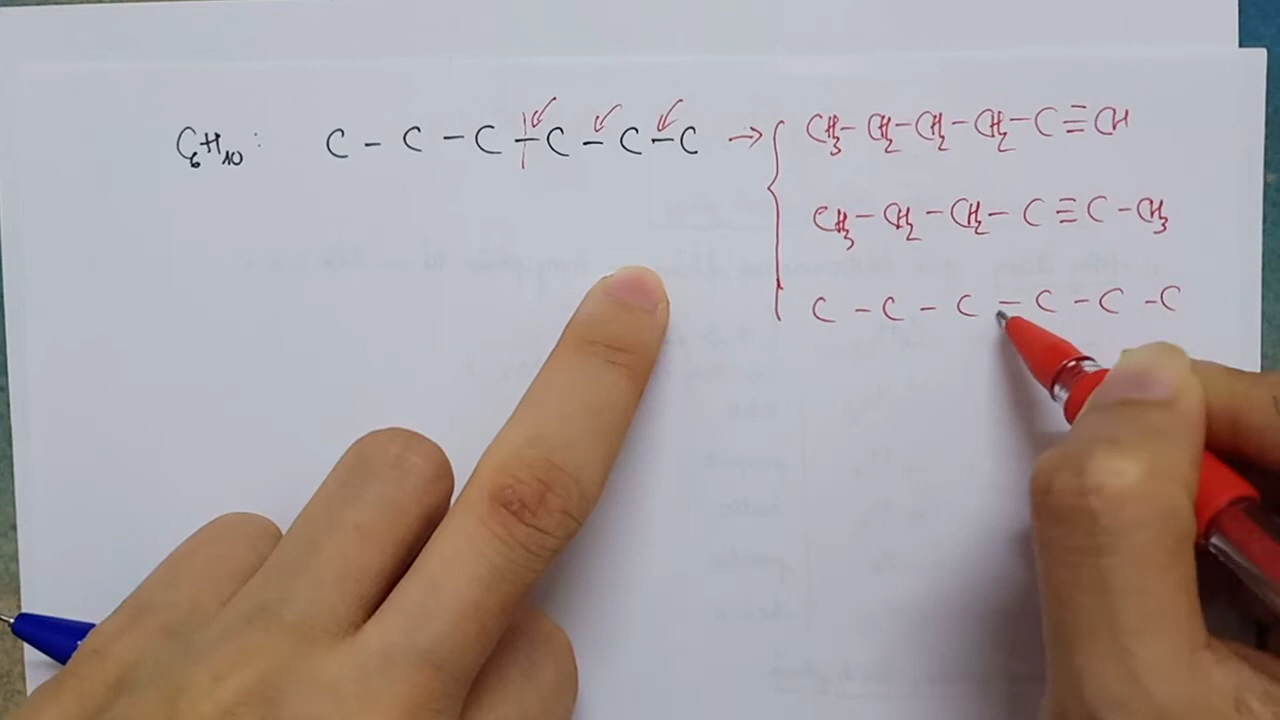 C₆H₁₀: C - C - C - C - C - C → {
CH₃- CH₂ - CH₂ - CH₂ - C ≡ CH
CH₃- CH₂ - CH₂ - C ≡ C - CH₃
C - C - C - C - C - C